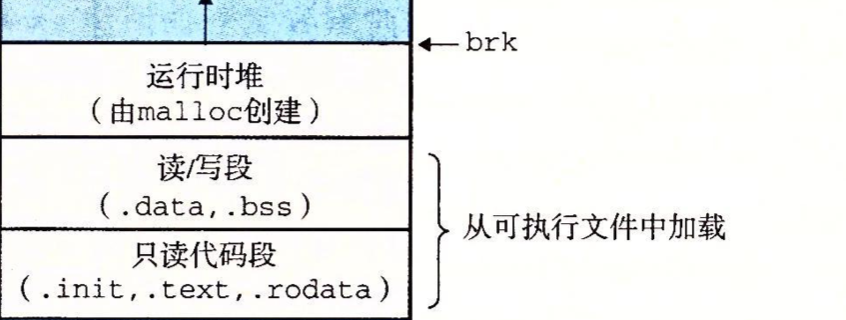 brk
运行时堆
（由malloc创建）
读/写段
（.data,.bss）
只读代码段
（.init,.text,.rodata）
从可执行文件中加载